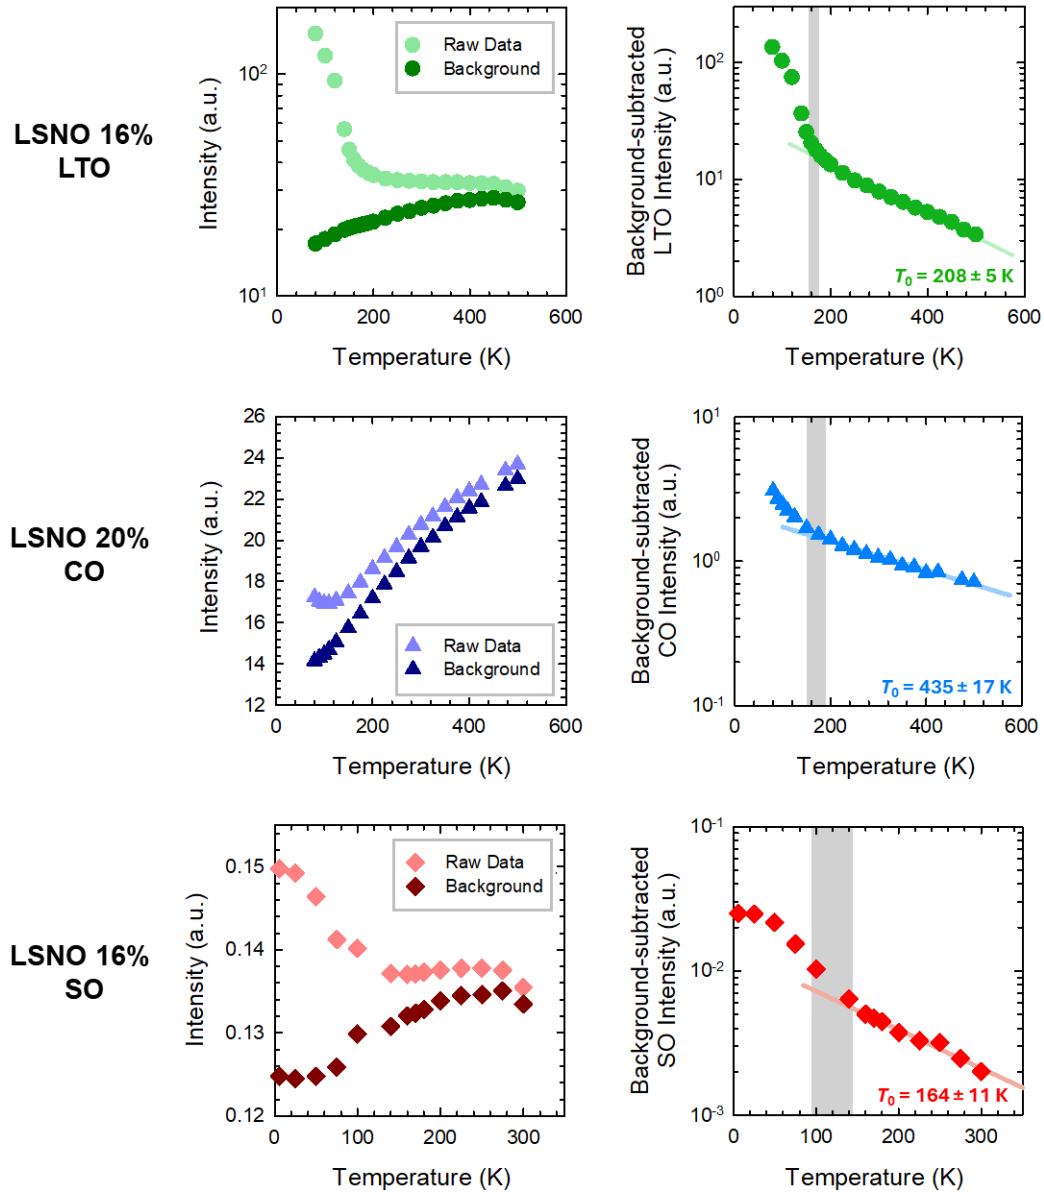 LSNO 16%
LTO
Intensity (a.u.)
10²
10¹
Raw Data
Background
0 200 400 600
Temperature (K)
Background-subtracted
LTO Intensity (a.u.)
10²
10¹
10⁰
T₀ = 208 ± 5 K
0 200 400 600
Temperature (K)
LSNO 20%
CO
Intensity (a.u.)
26
24
22
20
18
16
14
12
Raw Data
Background
0 200 400 600
Temperature (K)
Background-subtracted
CO Intensity (a.u.)
10¹
10⁰
10⁻¹
T₀ = 435 ± 17 K
0 200 400 600
Temperature (K)
LSNO 16%
SO
Intensity (a.u.)
0.15
0.14
0.13
0.12
Raw Data
Background
0 100 200 300
Temperature (K)
Background-subtracted
SO Intensity (a.u.)
10⁻¹
10⁻²
10⁻³
T₀ = 164 ± 11 K
0 100 200 300
Temperature (K)